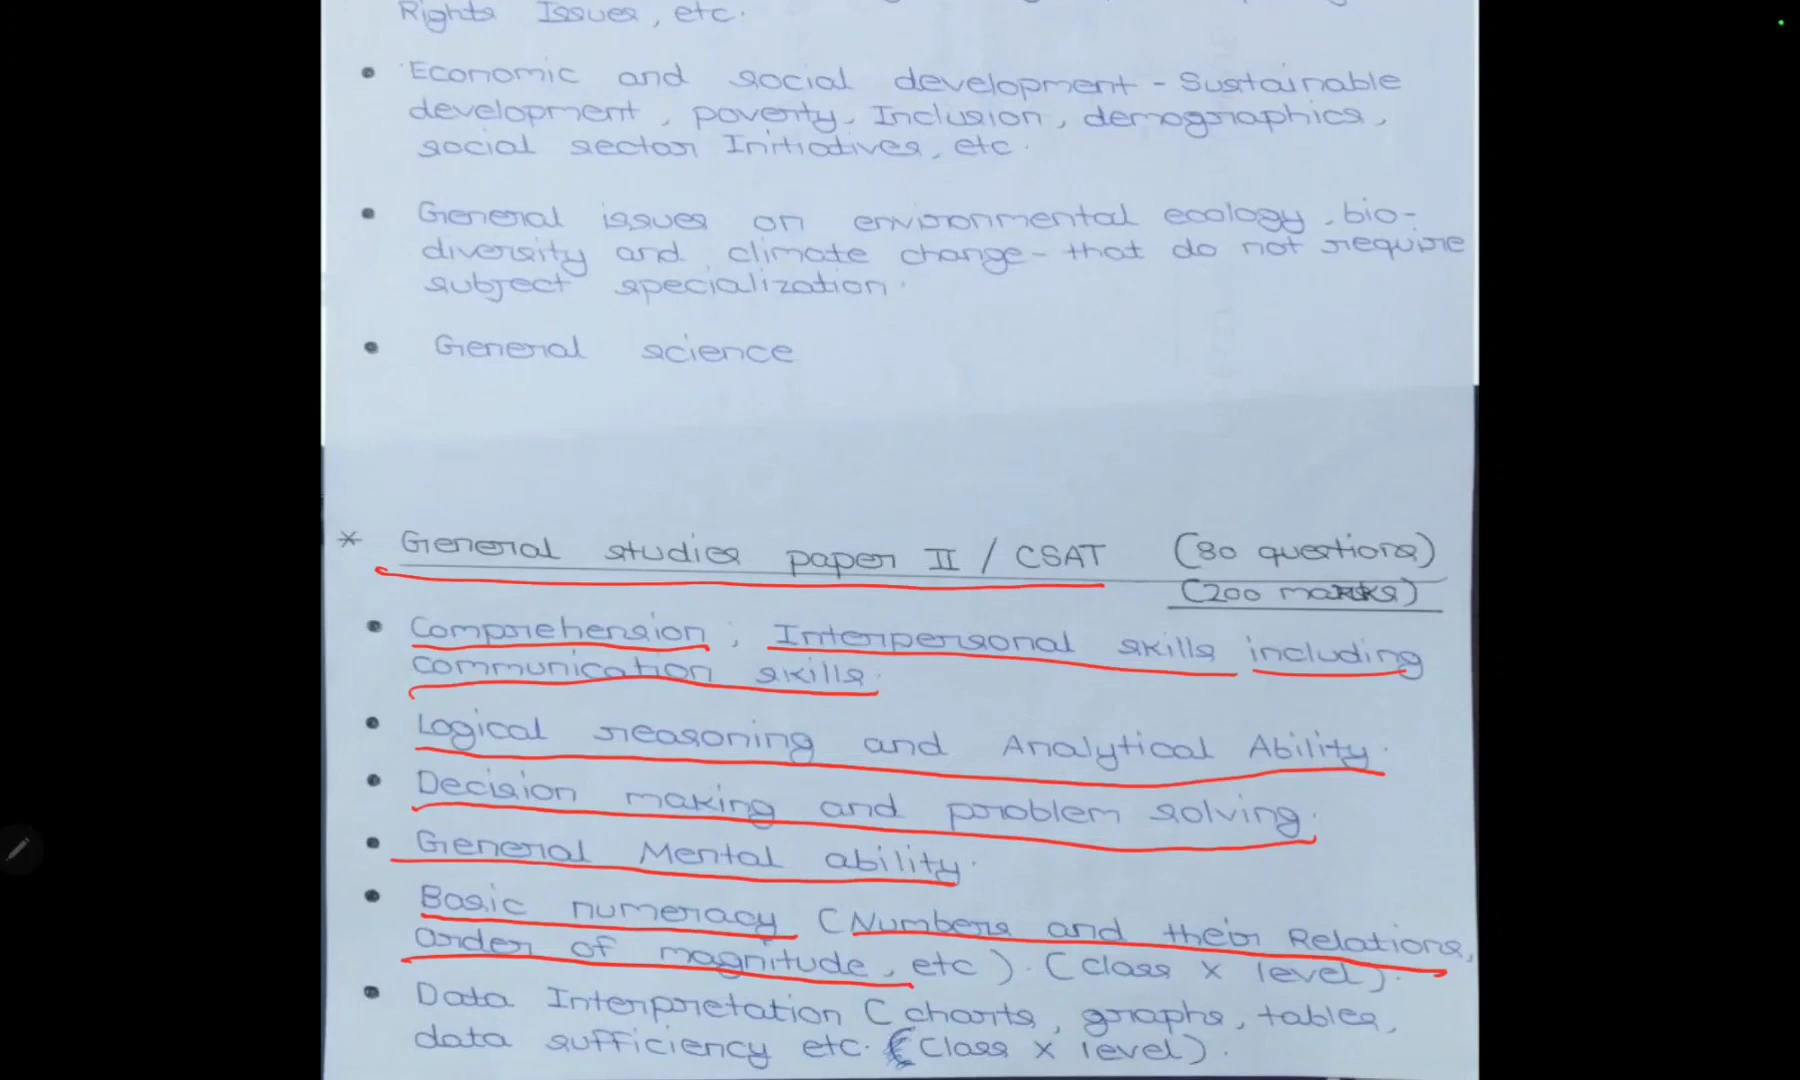 Rights Issues, etc.
• Economic and social development - Sustainable
development, poverty, Inclusion, demographics,
social sector Initiatives, etc.
• General issues on environmental ecology, bio-
diversity and climate change - that do not require
subject specialization.
• General science
* General studies paper II / CSAT (80 questions)
(200 marks)
• Comprehension, Interpersonal skills including
communication skills.
• Logical reasoning and Analytical Ability.
• Decision making and problem solving.
• General Mental ability.
• Basic numeracy (Numbers and their Relations,
order of magnitude, etc). (class X level).
• Data Interpretation (charts, graphs, tables,
data sufficiency etc. (Class X level).